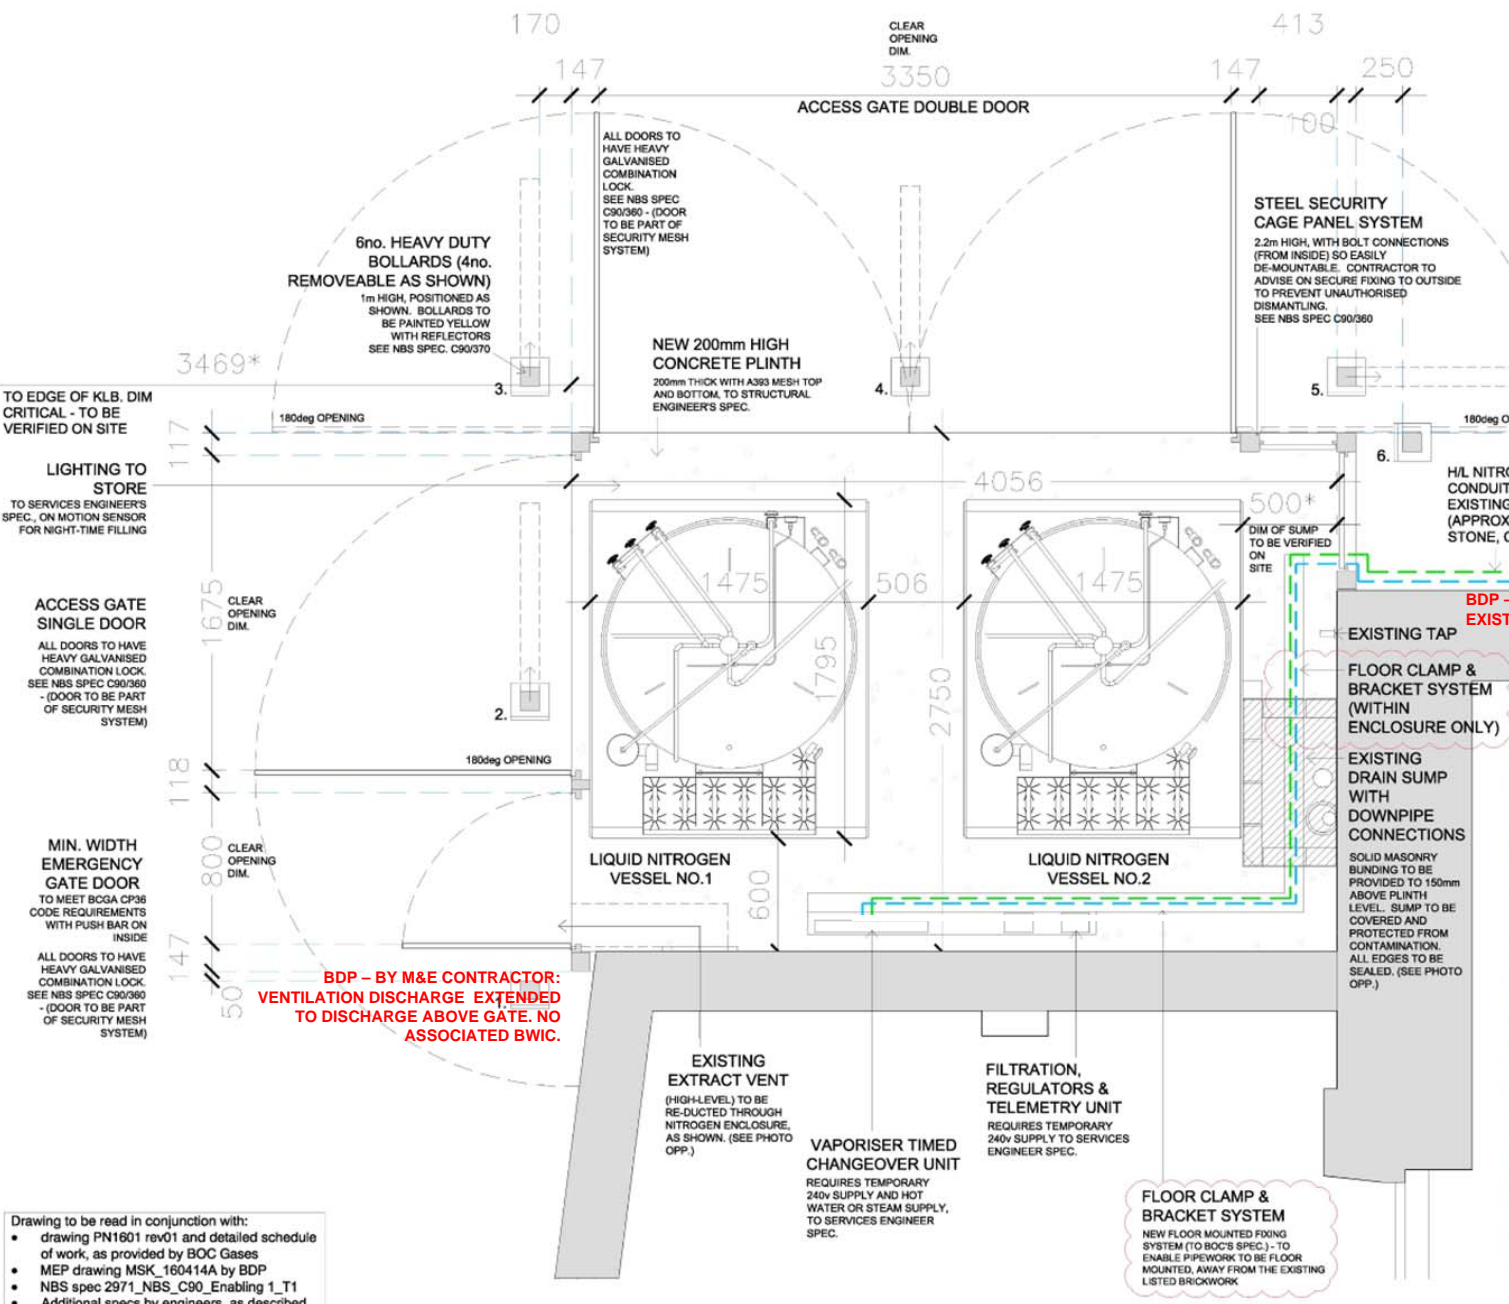 170
CLEAR
OPENING
DIM.
413
147
3350
147
250
ACCESS GATE DOUBLE DOOR
100
ALL DOORS TO
HAVE HEAVY
GALVANISED
COMBINATION
LOCK.
SEE NBS SPEC
C90/360 - (DOOR
TO BE PART OF
SECURITY MESH
SYSTEM)
STEEL SECURITY
CAGE PANEL SYSTEM
2.2m HIGH, WITH BOLT CONNECTIONS
(FROM INSIDE) SO EASILY
DE-MOUNTABLE. CONTRACTOR TO
ADVISE ON SECURE FIXING TO OUTSIDE
TO PREVENT UNAUTHORISED
DISMANTLING.
SEE NBS SPEC C90/360
6no. HEAVY DUTY
BOLLARDS (4no.
REMOVEABLE AS SHOWN)
1m HIGH, POSITIONED AS
SHOWN. BOLLARDS TO
BE PAINTED YELLOW
WITH REFLECTORS
SEE NBS SPEC. C90/370
3469*
NEW 200mm HIGH
CONCRETE PLINTH
200mm THICK WITH A393 MESH TOP
AND BOTTOM, TO STRUCTURAL
ENGINEER'S SPEC.
3.
4.
5.
TO EDGE OF KLB. DIM
CRITICAL - TO BE
VERIFIED ON SITE
180deg OPENING
180deg O
117
6.
LIGHTING TO
STORE
TO SERVICES ENGINEER'S
SPEC., ON MOTION SENSOR
FOR NIGHT-TIME FILLING
H/L NITRO
CONDUIT
EXISTING
(APPROX
STONE, C
4056
500*
DIM OF SUMP
TO BE VERIFIED
ON
SITE
1475
506
1475
1675
CLEAR
OPENING
DIM.
ACCESS GATE
SINGLE DOOR
ALL DOORS TO HAVE
HEAVY GALVANISED
COMBINATION LOCK.
SEE NBS SPEC C90/360
- (DOOR TO BE PART
OF SECURITY MESH
SYSTEM)
BDP –
EXIST
EXISTING TAP
1795
2750
FLOOR CLAMP &
BRACKET SYSTEM
(WITHIN
ENCLOSURE ONLY)
2.
180deg OPENING
118
EXISTING
DRAIN SUMP
WITH
DOWNPIPE
CONNECTIONS
SOLID MASONRY
BUNDING TO BE
PROVIDED TO 150mm
ABOVE PLINTH
LEVEL. SUMP TO BE
COVERED AND
PROTECTED FROM
CONTAMINATION.
ALL EDGES TO BE
SEALED. (SEE PHOTO
OPP.)
MIN. WIDTH
EMERGENCY
GATE DOOR
TO MEET BCGA CP36
CODE REQUIREMENTS
WITH PUSH BAR ON
INSIDE
ALL DOORS TO HAVE
HEAVY GALVANISED
COMBINATION LOCK.
SEE NBS SPEC C90/360
- (DOOR TO BE PART
OF SECURITY MESH
SYSTEM)
800
CLEAR
OPENING
DIM.
LIQUID NITROGEN
VESSEL NO.1
LIQUID NITROGEN
VESSEL NO.2
600
147
50
1.
BDP – BY M&E CONTRACTOR:
VENTILATION DISCHARGE EXTENDED
TO DISCHARGE ABOVE GATE. NO
ASSOCIATED BWIC.
EXISTING
EXTRACT VENT
(HIGH-LEVEL) TO BE
RE-DUCTED THROUGH
NITROGEN ENCLOSURE,
AS SHOWN. (SEE PHOTO
OPP.)
VAPORISER TIMED
CHANGEOVER UNIT
REQUIRES TEMPORARY
240v SUPPLY AND HOT
WATER OR STEAM SUPPLY,
TO SERVICES ENGINEER
SPEC.
FILTRATION,
REGULATORS &
TELEMETRY UNIT
REQUIRES TEMPORARY
240v SUPPLY TO SERVICES
ENGINEER SPEC.
FLOOR CLAMP &
BRACKET SYSTEM
NEW FLOOR MOUNTED FIXING
SYSTEM (TO BOC'S SPEC.) - TO
ENABLE PIPEWORK TO BE FLOOR
MOUNTED, AWAY FROM THE EXISTING
LISTED BRICKWORK
Drawing to be read in conjunction with:
• drawing PN1601 rev01 and detailed schedule
of work, as provided by BOC Gases
• MEP drawing MSK_160414A by BDP
• NBS spec 2971_NBS_C90_Enabling 1_T1
• Additional specs by engineers, as described